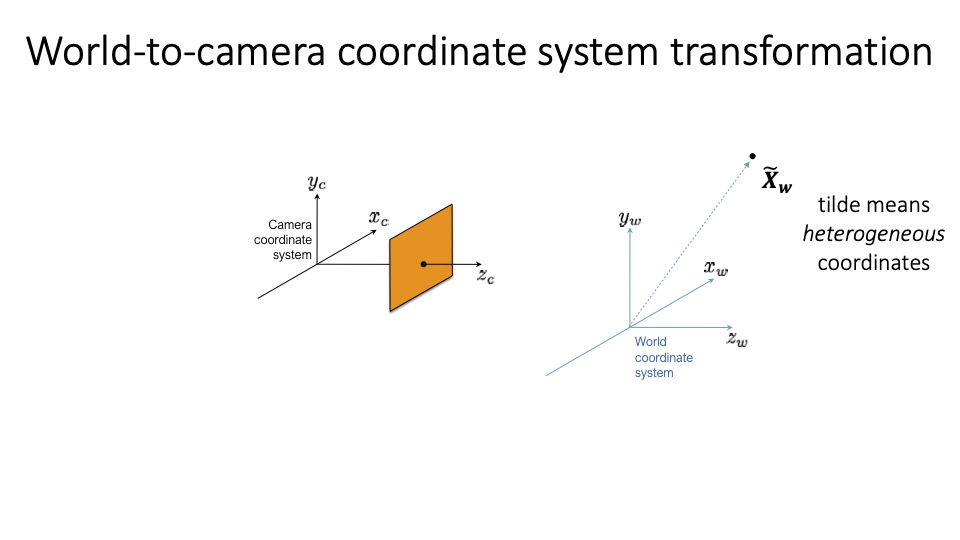 World-to-camera coordinate system transformation
y_c
x_c
Camera
coordinate
system
z_c
X̃_w
tilde means
heterogeneous
coordinates
y_w
x_w
z_w
World
coordinate
system